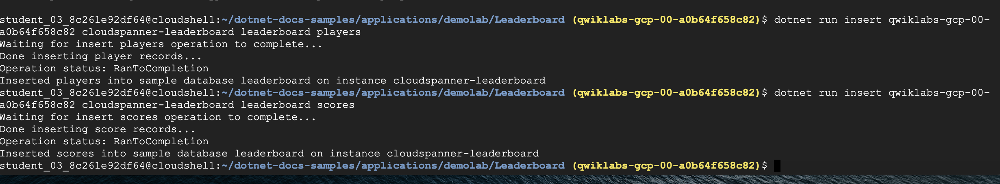 student_03_8c261e92df64@cloudshell:~/dotnet-docs-samples/applications/demolab/Leaderboard (qwiklabs-gcp-00-a0b64f658c82)$ dotnet run insert qwiklabs-gcp-00-
a0b64f658c82 cloudspanner-leaderboard leaderboard players
Waiting for insert players operation to complete...
Done inserting player records...
Operation status: RanToCompletion
Inserted players into sample database leaderboard on instance cloudspanner-leaderboard
student_03_8c261e92df64@cloudshell:~/dotnet-docs-samples/applications/demolab/Leaderboard (qwiklabs-gcp-00-a0b64f658c82)$ dotnet run insert qwiklabs-gcp-00-
a0b64f658c82 cloudspanner-leaderboard leaderboard scores
Waiting for insert scores operation to complete...
Done inserting score records...
Operation status: RanToCompletion
Inserted scores into sample database leaderboard on instance cloudspanner-leaderboard
student_03_8c261e92df64@cloudshell:~/dotnet-docs-samples/applications/demolab/Leaderboard (qwiklabs-gcp-00-a0b64f658c82)$